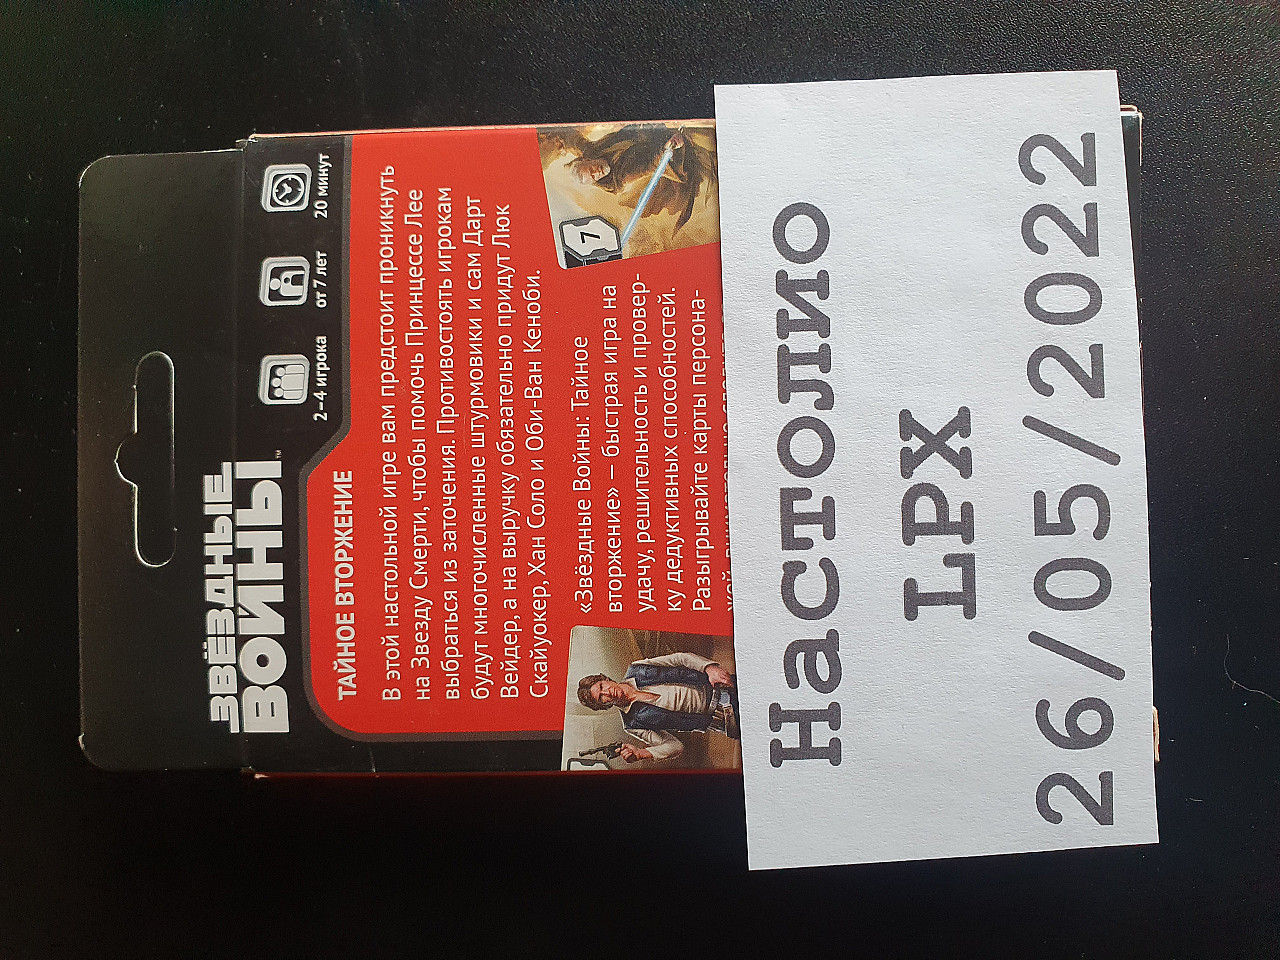 ЗВЁЗДНЫЕ
ВОЙНЫ™
2–4 игрока
от 7 лет
20 минут
ТАЙНОЕ ВТОРЖЕНИЕ
В этой настольной игре вам предстоит проникнуть
на Звезду Смерти, чтобы помочь Принцессе Лее
выбраться из заточения. Противостоять игрокам
будут многочисленные штурмовики и сам Дарт
Вейдер, а на выручку обязательно придут Люк
Скайуокер, Хан Соло и Оби-Ван Кеноби.
«Звёздные Войны: Тайное
вторжение» – быстрая игра на
удачу, решительность и провер-
ку дедуктивных способностей.
Разыгрывайте карты персона-
7
Настолио
LPX
26/05/2022